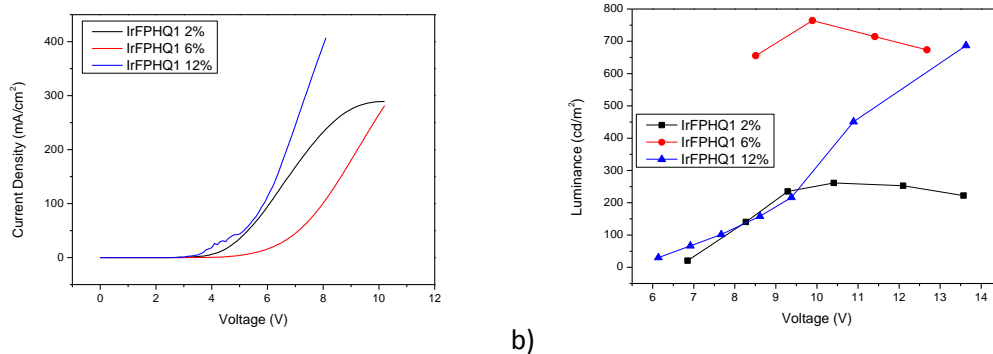 IrFPHQ1 2%
IrFPHQ1 6%
IrFPHQ1 12%
400
300
200
100
0
Current Density (mA/cm²)
0 2 4 6 8 10 12
Voltage (V)
b)
800
700
600
500
400
300
200
100
0
Luminance (cd/m²)
IrFPHQ1 2%
IrFPHQ1 6%
IrFPHQ1 12%
6 7 8 9 10 11 12 13 14
Voltage (V)